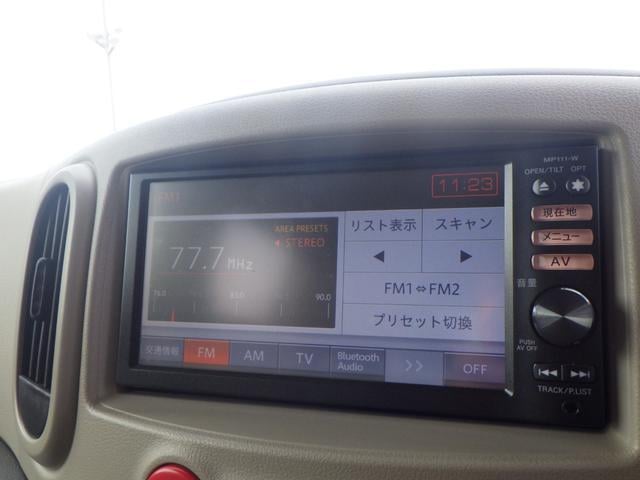 MP111-W
OPEN/TILT OPT
FM1
11:23
AREA PRESETS
STEREO
77.7 MHz
76.0 83.0 90.0
リスト表示 スキャン
FM1⇔FM2
プリセット切換
交通情報 FM AM TV Bluetooth Audio >> OFF
現在地
メニュー
AV
音量
PUSH
AV OFF
TRACK/P.LIST